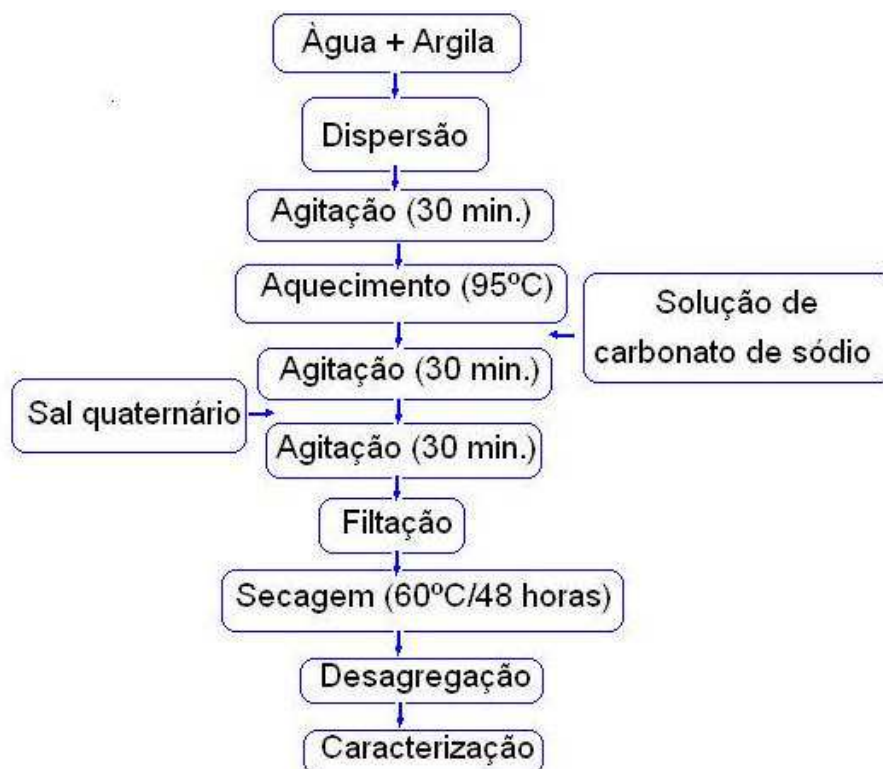 Àgua + Argila
Dispersão
Agitação (30 min.)
Aquecimento (95ºC)
Solução de
carbonato de sódio
Agitação (30 min.)
Sal quaternário
Agitação (30 min.)
Filtação
Secagem (60ºC/48 horas)
Desagregação
Caracterização